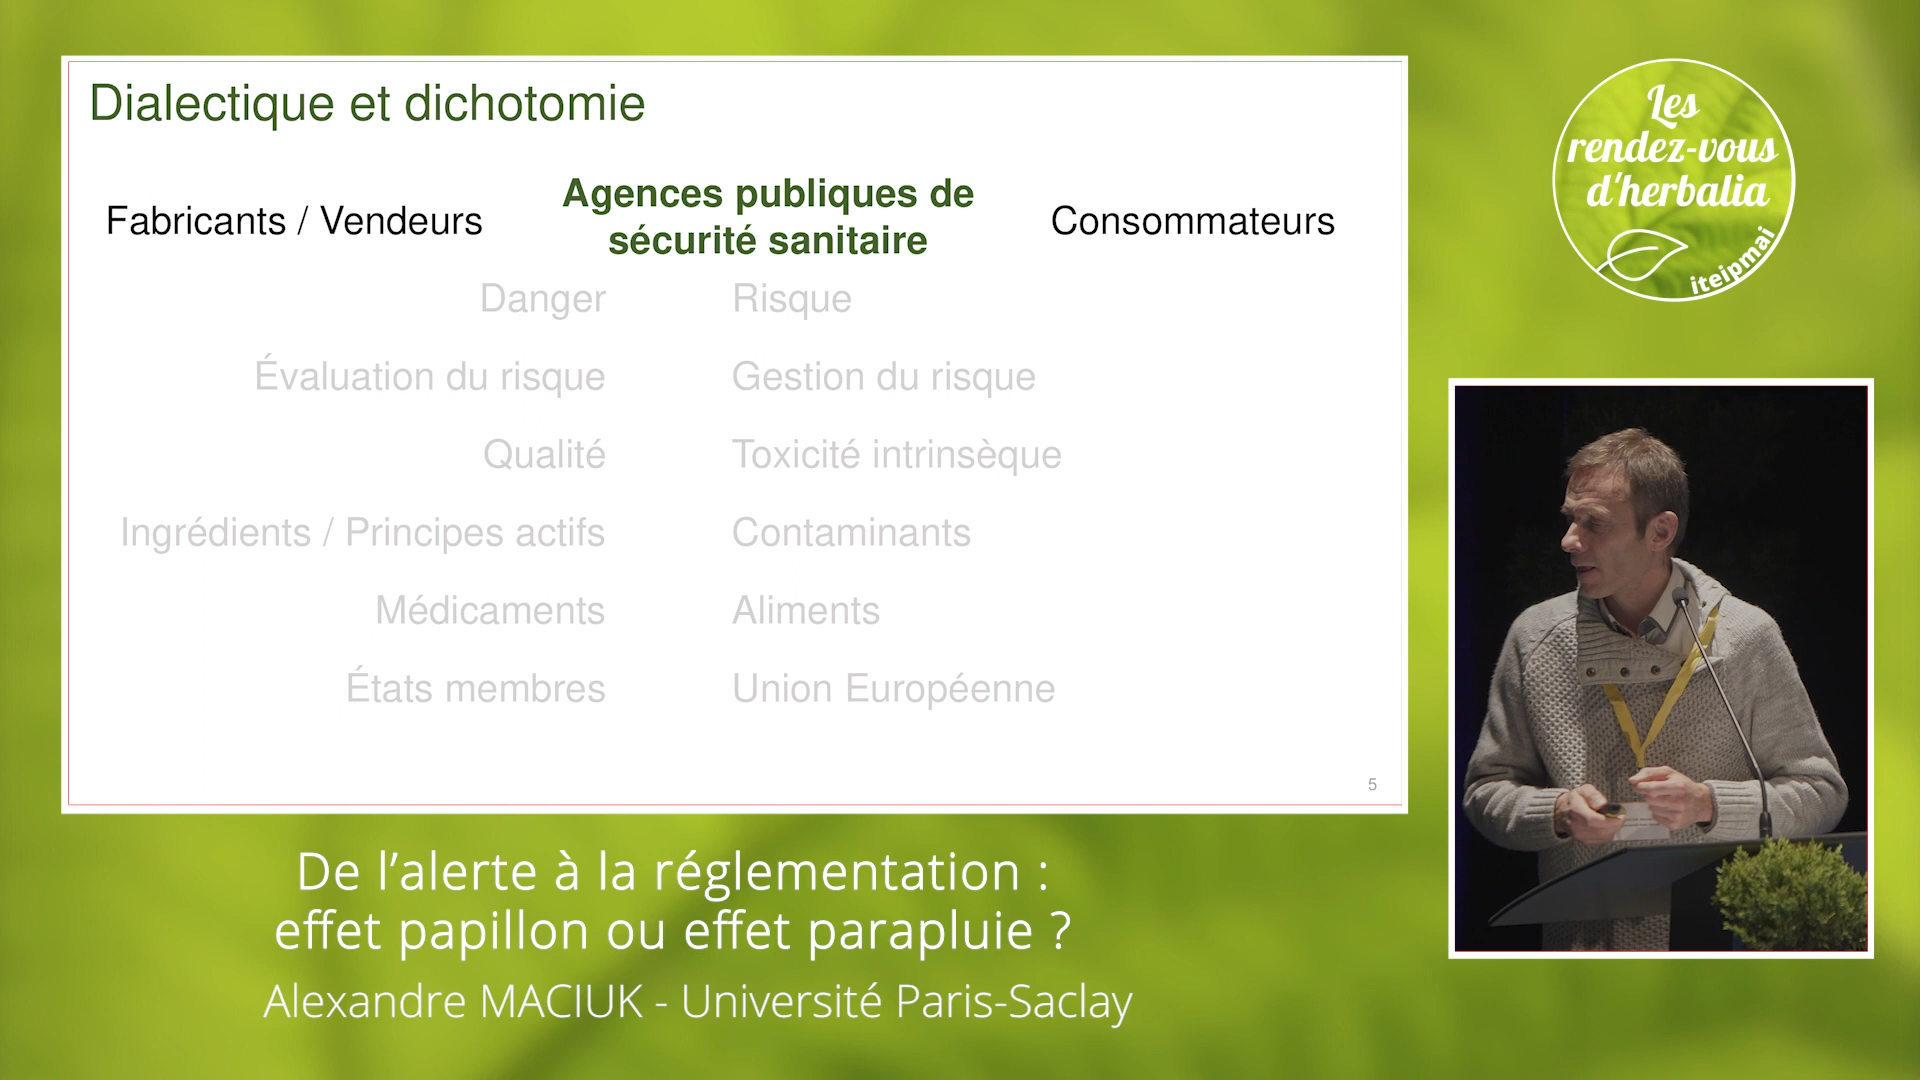 Dialectique et dichotomie
Fabricants / Vendeurs
Agences publiques de
sécurité sanitaire
Consommateurs
Danger
Risque
Évaluation du risque
Gestion du risque
Qualité
Toxicité intrinsèque
Ingrédients / Principes actifs
Contaminants
Médicaments
Aliments
États membres
Union Européenne
5
Les
rendez-vous
d'herbalia
iteipmai
De l’alerte à la réglementation :
effet papillon ou effet parapluie ?
Alexandre MACIUK - Université Paris-Saclay